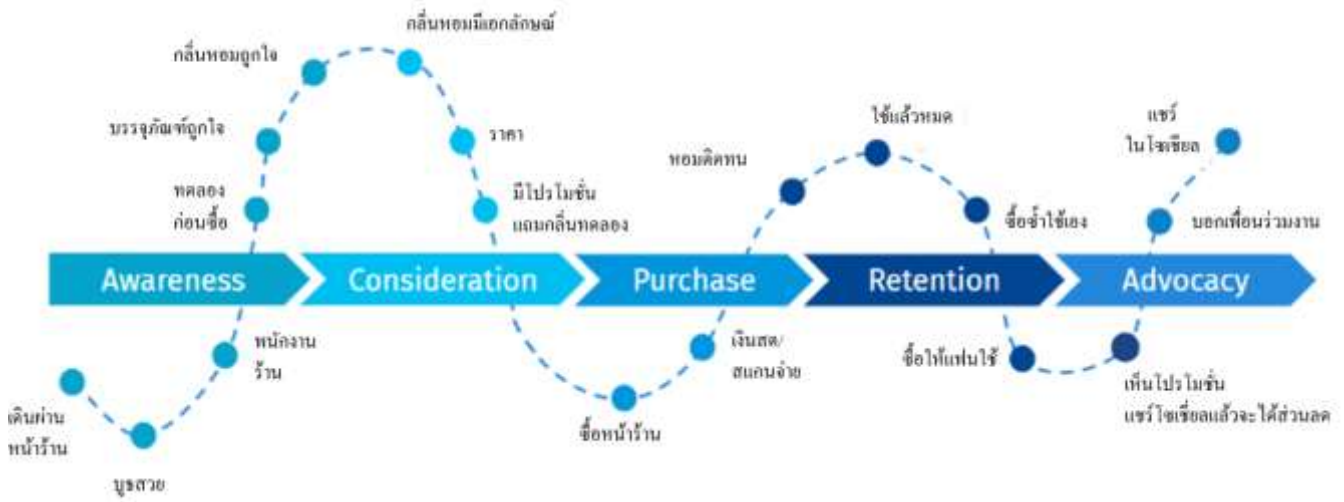 กลิ่นหอมมีเอกลักษณ์
กลิ่นหอมถูกใจ
บรรจุภัณฑ์ถูกใจ
ราคา
ทดลอง
ก่อนซื้อ
มีโปรโมชั่น
แถมกลิ่นทดลอง
หอมติดทน
ใช้แล้วหมด
ซื้อซ้ำใช้เอง
แชร์
ในโซเชียล
บอกเพื่อนร่วมงาน
Awareness
Consideration
Purchase
Retention
Advocacy
เดินผ่าน
หน้าร้าน
บูธสวย
พนักงาน
ร้าน
ซื้อหน้าร้าน
เงินสด/
สแกนจ่าย
ซื้อให้แฟนใช้
เห็นโปรโมชั่น
แชร์โซเชี่ยลแล้วจะได้ส่วนลด